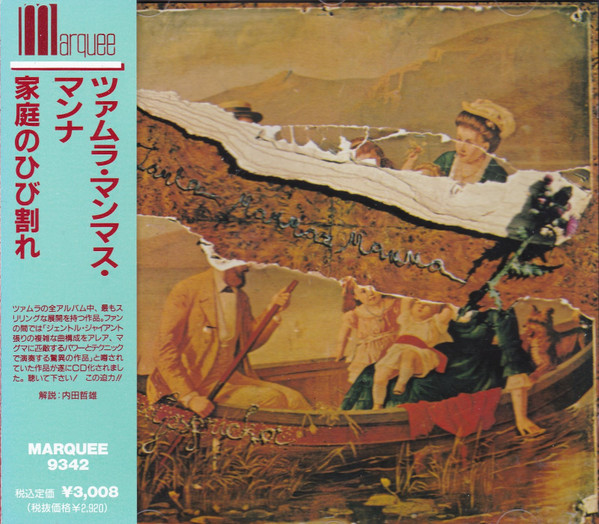 Marquee
ツァムラ・マンマス・
マンナ
家庭のひび割れ
ツァムラの全アルバム中、最もス
リリングな展開を持つ作品。ファン
の間では「ジェントル・ジャイアント
張りの複雑な曲構成をアレア、マ
グマに匹敵するパワーとテクニック
で演奏する驚異の作品」と噂され
ていた作品が遂にCD化されまし
た。聴いて下さい! この迫力!!
解説:内田哲雄
MARQUEE
9342
税込定価 ¥3,008
(税抜価格¥2,920)
Mammaz Manna